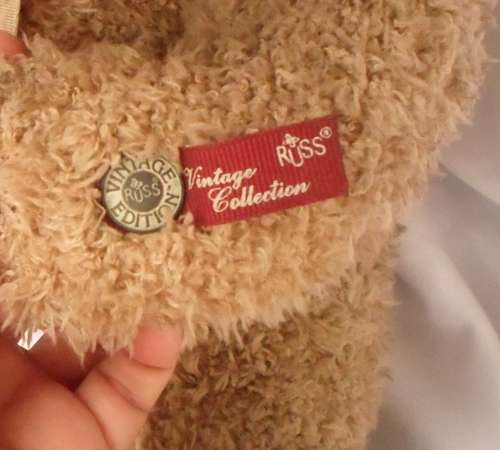 VINTAGE
RUSS
EDITION
RUSS®
Vintage
Collection